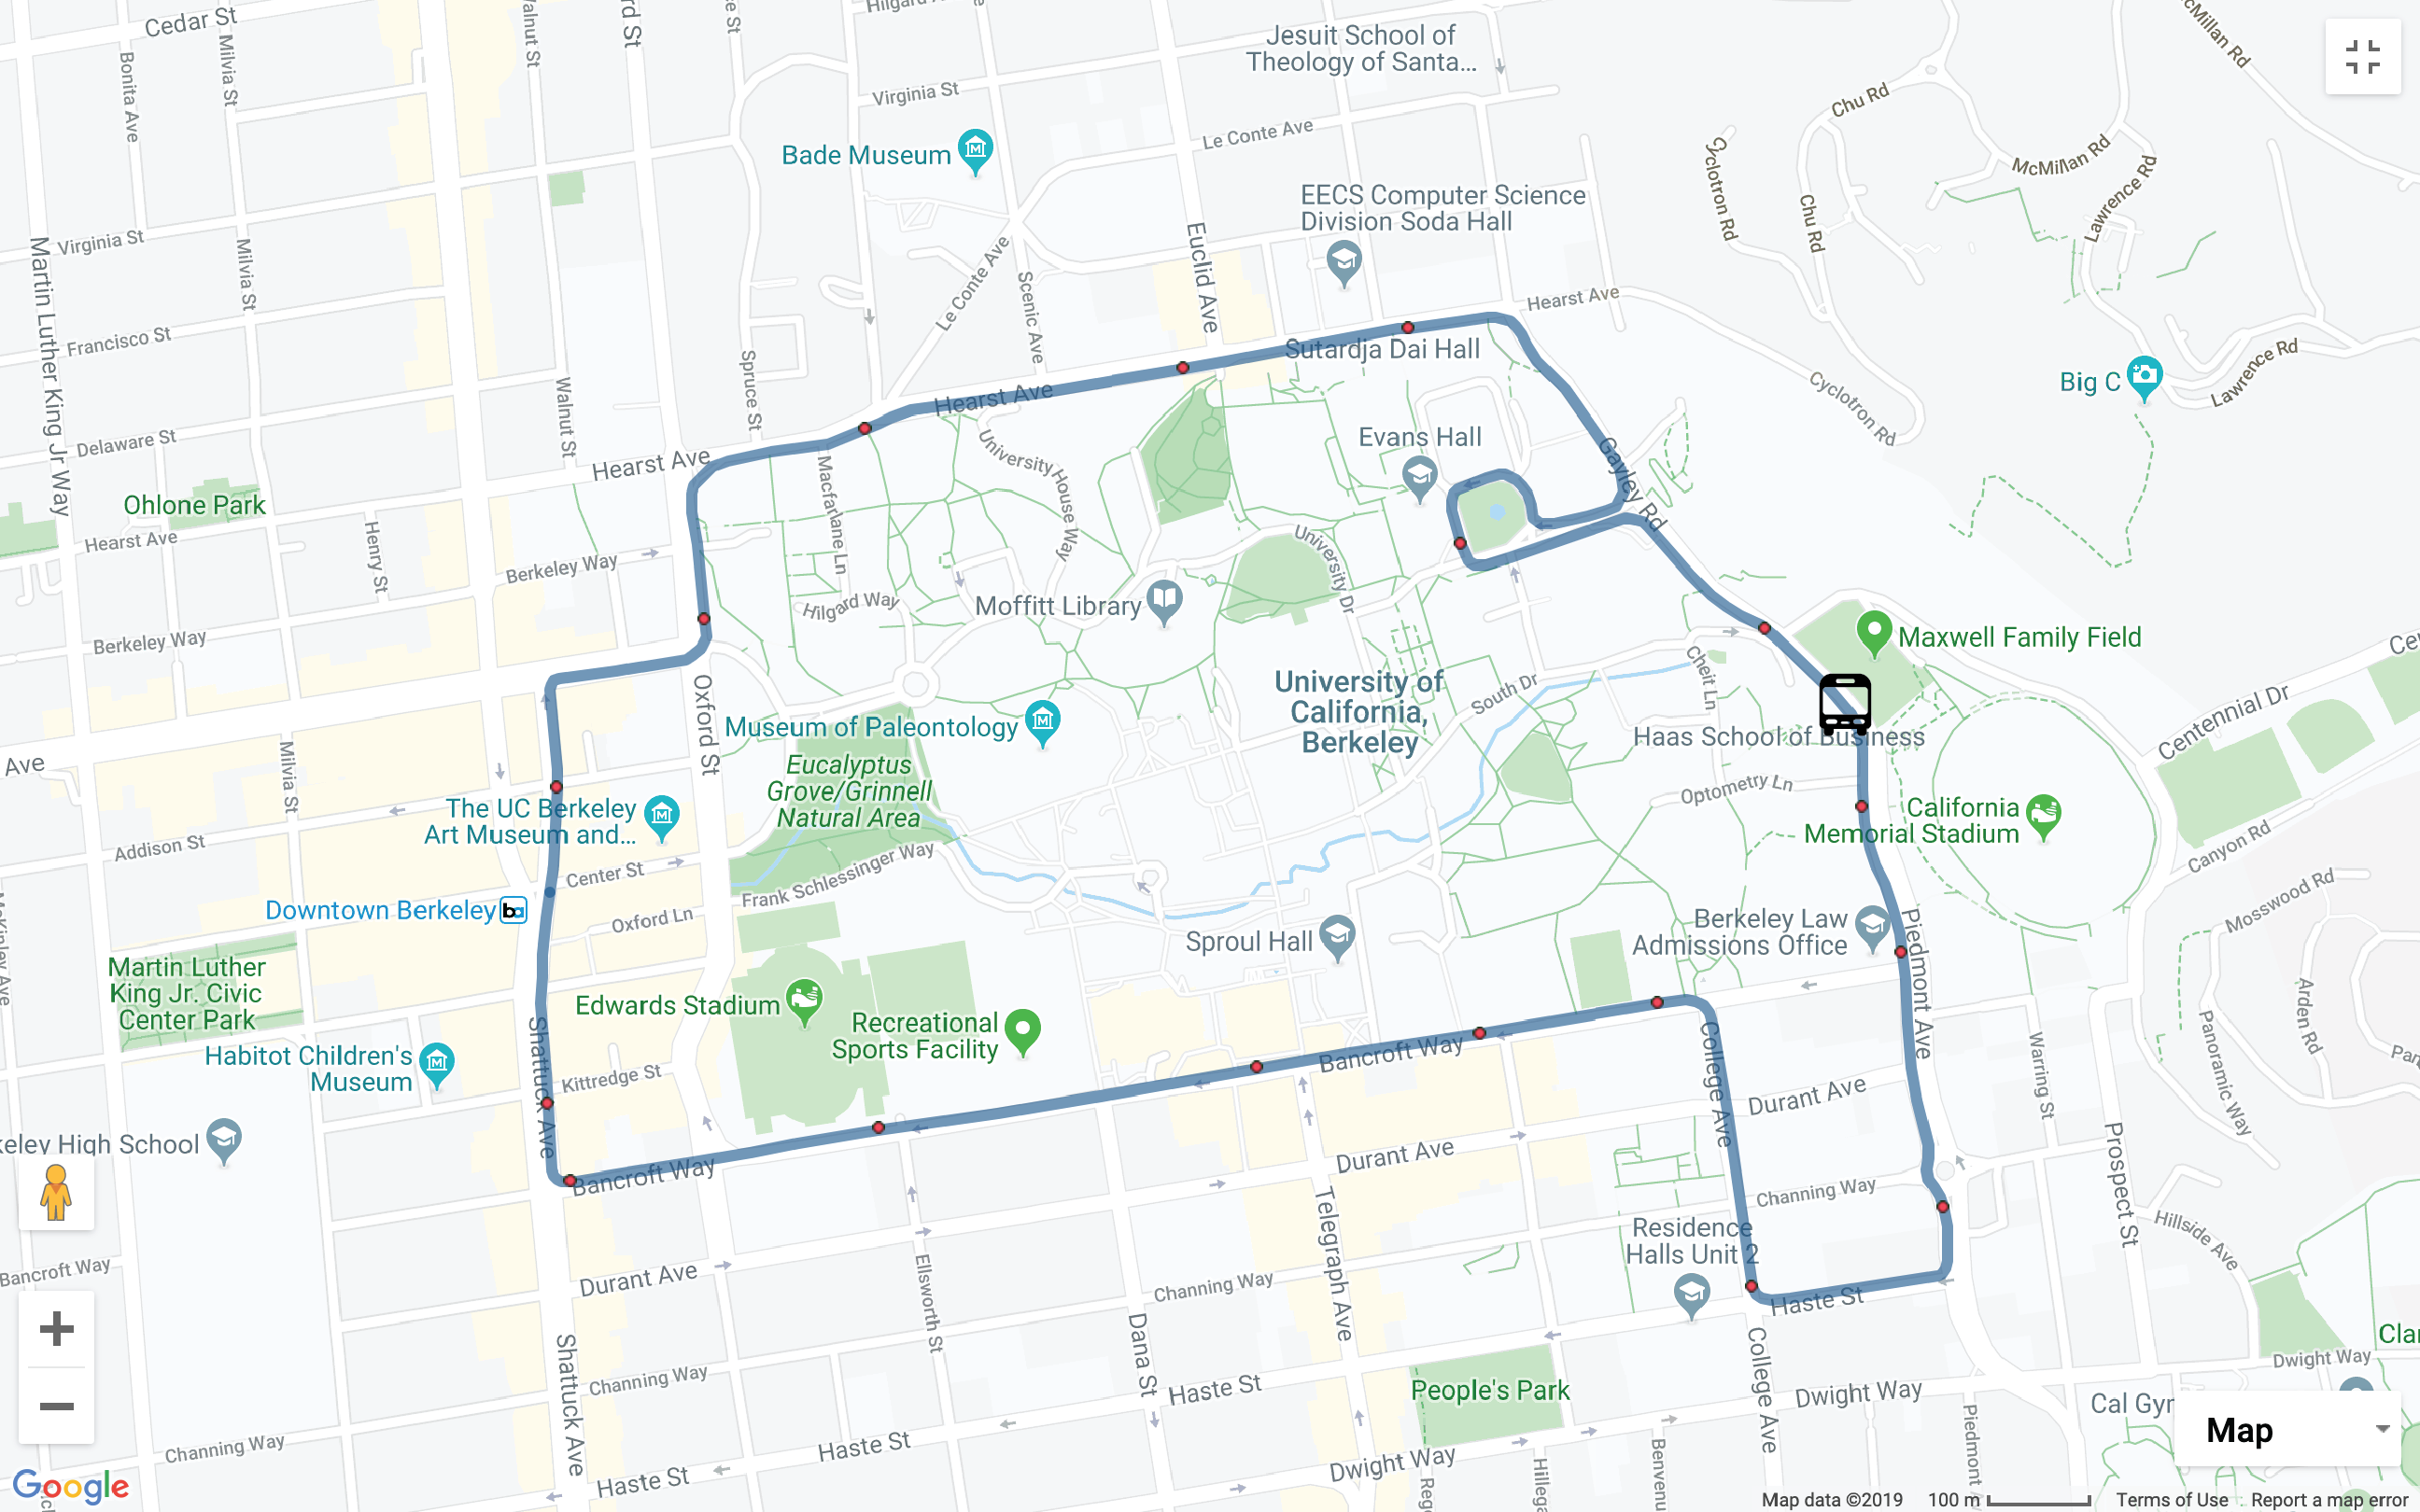 Cedar St
Bonita Ave
Milvia St
Walnut St
rd St
Hilgard
Virginia St
Jesuit School of
Theology of Santa...
McMillan Rd
Chu Rd
Cyclotron Rd
McMillan Rd
Lawrence Rd
Le Conte Ave
Bade Museum
EECS Computer Science
Division Soda Hall
Chu Rd
Martin Luther King Jr Way
Virginia St
Milvia St
Euclid Ave
Le Conte Ave
Scenic Ave
Hearst Ave
Francisco St
Spruce St
Sutardja Dai Hall
Lawrence Rd
Big C
Cyclotron Rd
Walnut St
Delaware St
Hearst Ave
Hearst Ave
University House Way
Macfarlane Ln
Evans Hall
Gayley Rd
Ohlone Park
Hearst Ave
Henry St
Berkeley Way
University Dr
Hilgard Way
Moffitt Library
Berkeley Way
Maxwell Family Field
Cheit Ln
South Dr
University of
California,
Berkeley
Oxford St
Museum of Paleontology
Centennial Dr
Haas School of Business
Ave
Milvia St
Eucalyptus
Grove/Grinnell
Natural Area
Optometry Ln
The UC Berkeley
Art Museum and...
California
Memorial Stadium
Addison St
Canyon Rd
Center St
Frank Schlessinger Way
Mosswood Rd
Downtown Berkeley
ba
Oxford Ln
McKinley Ave
Sproul Hall
Berkeley Law
Admissions Office
Piedmont Ave
Martin Luther
King Jr. Civic
Center Park
Edwards Stadium
Recreational
Sports Facility
Arden Rd
Panoramic Way
Pan
Shattuck Ave
Kittredge St
Bancroft Way
College Ave
Warring St
Habitot Children's
Museum
Durant Ave
keley High School
Bancroft Way
Durant Ave
Prospect St
Channing Way
Telegraph Ave
Residence
Halls Unit 2
Hillside Ave
Bancroft Way
Durant Ave
Ellsworth St
Channing Way
Haste St
Dana St
College Ave
Clar
Shattuck Ave
Channing Way
Haste St
People's Park
Dwight Way
Dwight Way
Cal Gyr
Piedmont
Map
Channing Way
Haste St
Haste St
Dwight Way
Benvenu
Hillega
Reg
Google
Map data ©2019
100 m
Terms of Use
Report a map error